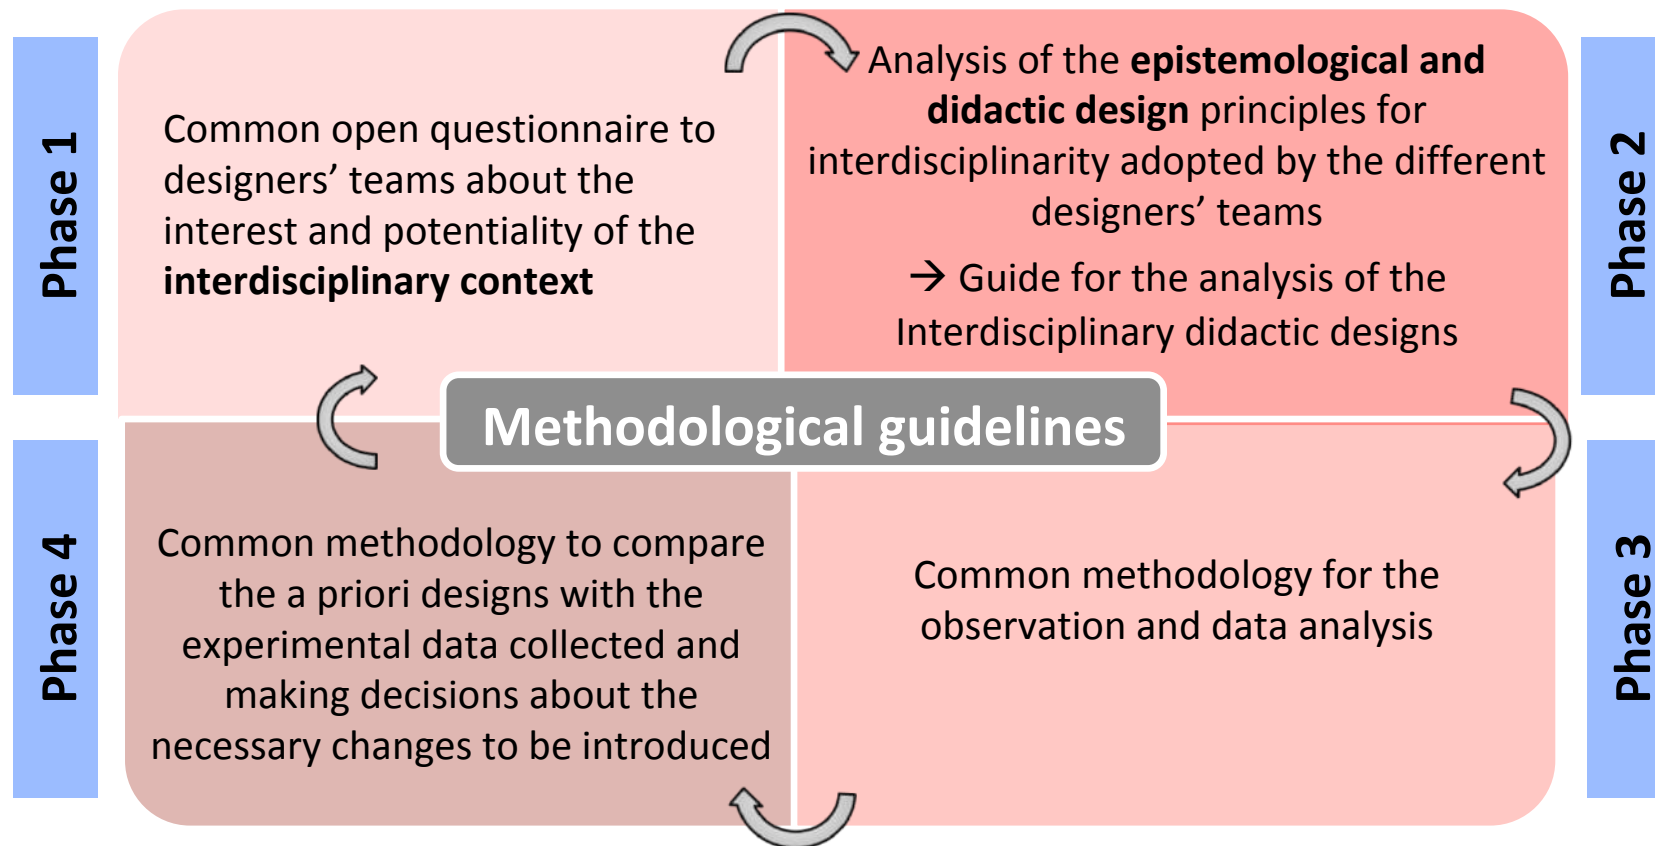 Phase 1
Common open questionnaire to
designers’ teams about the
interest and potentiality of the
interdisciplinary context
Analysis of the epistemological and
didactic design principles for
interdisciplinarity adopted by the different
designers’ teams
→ Guide for the analysis of the
Interdisciplinary didactic designs
Phase 2
Methodological guidelines
Phase 4
Common methodology to compare
the a priori designs with the
experimental data collected and
making decisions about the
necessary changes to be introduced
Common methodology for the
observation and data analysis
Phase 3